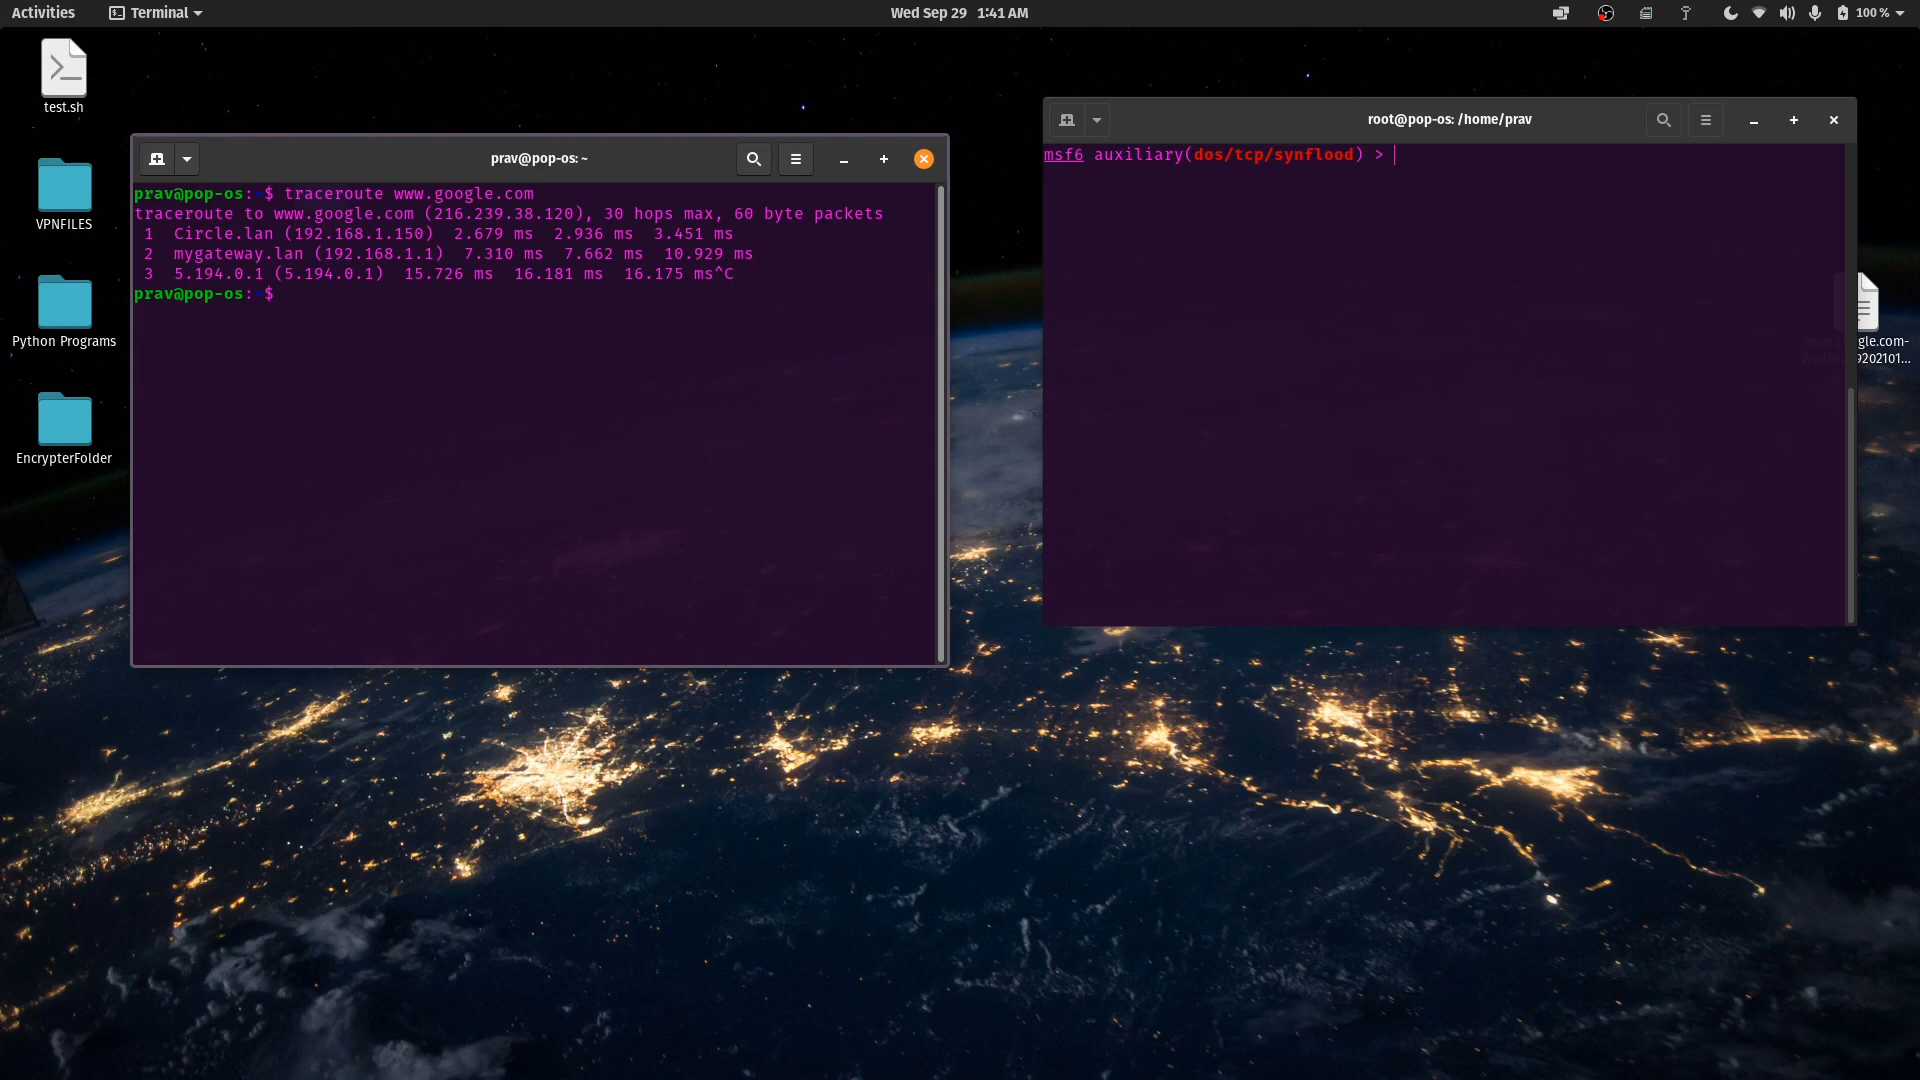 Activities
Terminal
Wed Sep 29 1:41 AM
100 %
test.sh
VPNFILES
Python Programs
EncrypterFolder
prav@pop-os: ~
prav@pop-os:~$ traceroute www.google.com
traceroute to www.google.com (216.239.38.120), 30 hops max, 60 byte packets
1 Circle.lan (192.168.1.150) 2.679 ms 2.936 ms 3.451 ms
2 mygateway.lan (192.168.1.1) 7.310 ms 7.662 ms 10.929 ms
3 5.194.0.1 (5.194.0.1) 15.726 ms 16.181 ms 16.175 ms^C
prav@pop-os:~$
root@pop-os: /home/prav
msf6 auxiliary(dos/tcp/synflood) >
gle.com-
9202101...